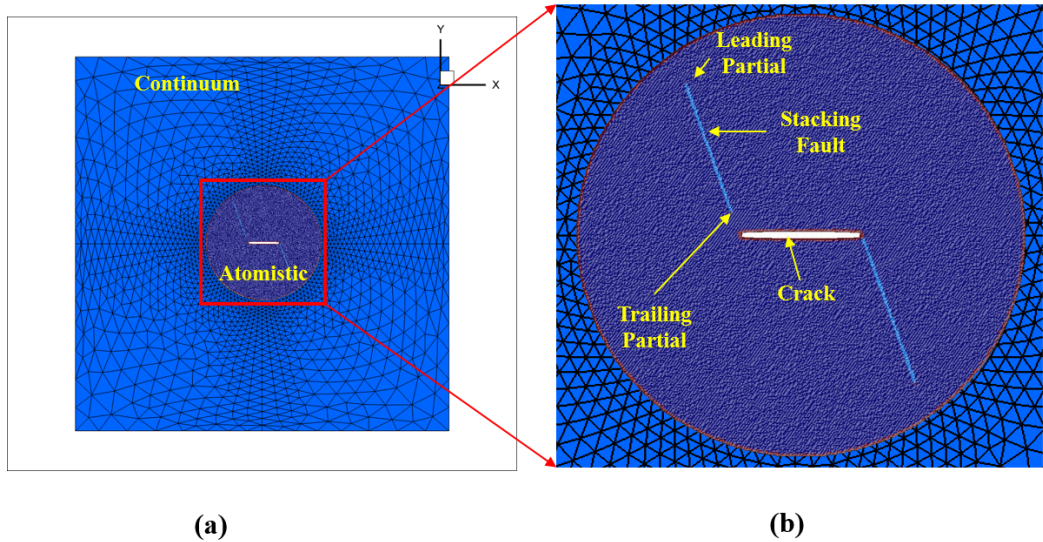 Y
X
Continuum
Atomistic
Leading
Partial
Stacking
Fault
Crack
Trailing
Partial
(a)
(b)